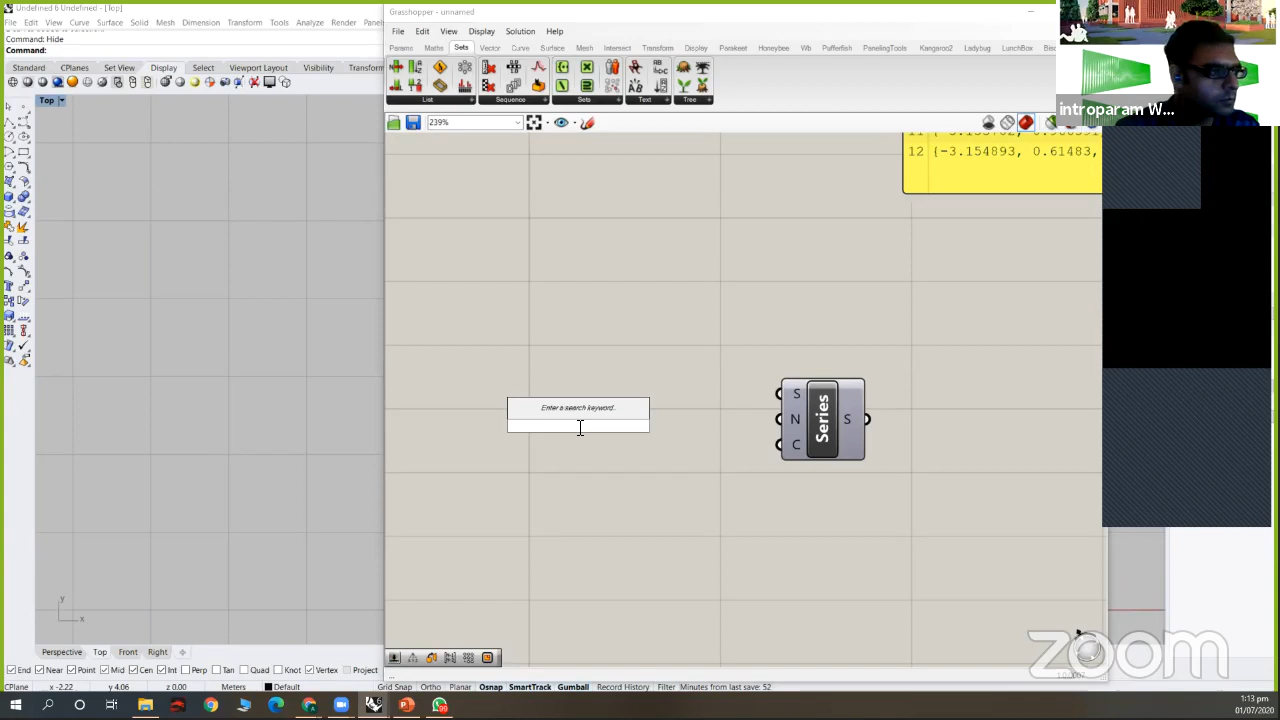 Undefined 6 Undefined - [Top]
File Edit View Curve Surface Solid Mesh Dimension Transform Tools Analyze Render Panels
Command: Hide
Command:
Standard CPlanes Set View Display Select Viewport Layout Visibility Transform
Top
Grasshopper - unnamed
File Edit View Display Solution Help
Params Maths Sets Vector Curve Surface Mesh Intersect Transform Display Parakeet Honeybee Wb Pufferfish PanelingTools Kangaroo2 Ladybug LunchBox
List Sequence Sets Text Tree
239%
12 {-3.154893, 0.61483,
Enter a search keyword..
S
N
C
Series
S
introparam W...
zoom
y
x
Perspective Top Front Right
End Near Point Mid Cen Int Perp Tan Quad Knot Vertex Project
CPlane x -2.22 y 4.06 z 0.00 Meters Default Grid Snap Ortho Planar Osnap SmartTrack Gumball Record History Filter Minutes from last save: 52
1.0.0007
1:13 pm
01/07/2020